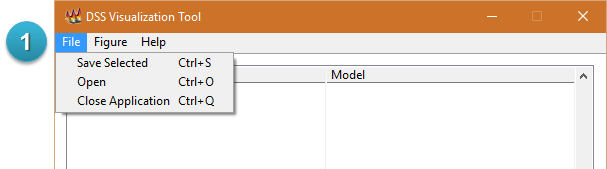 1
DSS Visualization Tool
File Figure Help
Save Selected Ctrl+S
Open Ctrl+O
Close Application Ctrl+Q
Model